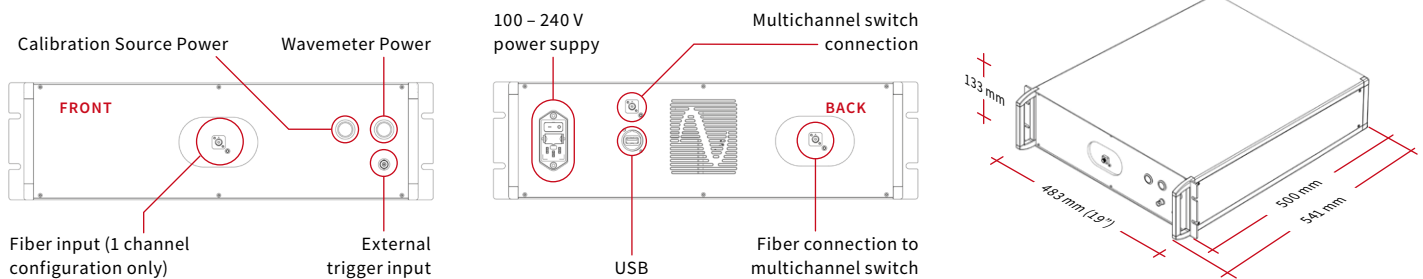 Calibration Source Power
Wavemeter Power
FRONT
Fiber input (1 channel
configuration only)
External
trigger input
100 – 240 V
power suppy
Multichannel switch
connection
BACK
USB
Fiber connection to
multichannel switch
133 mm
483 mm (19”)
500 mm
541 mm